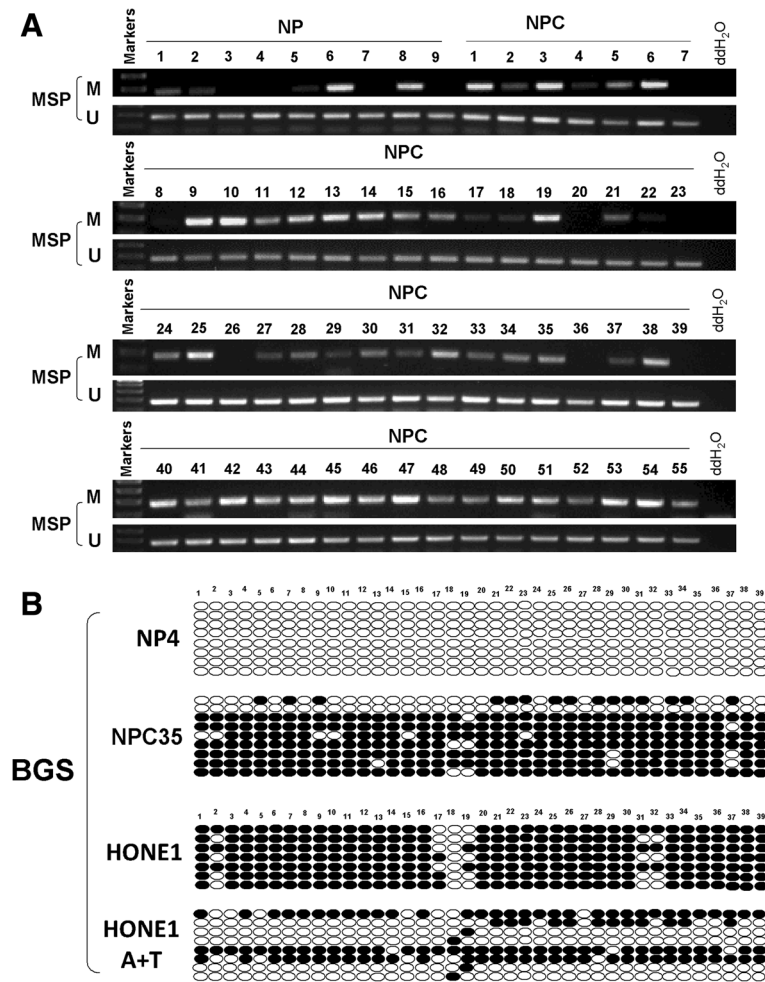 A
NP
NPC
Markers
1 2 3 4 5 6 7 8 9 1 2 3 4 5 6 7
ddH₂O
MSP
M
U
NPC
Markers
8 9 10 11 12 13 14 15 16 17 18 19 20 21 22 23
ddH₂O
MSP
M
U
NPC
Markers
24 25 26 27 28 29 30 31 32 33 34 35 36 37 38 39
ddH₂O
MSP
M
U
NPC
Markers
40 41 42 43 44 45 46 47 48 49 50 51 52 53 54 55
ddH₂O
MSP
M
U
B
1 2 3 4 5 6 7 8 9 10 11 12 13 14 15 16 17 18 19 20 21 22 23 24 25 26 27 28 29 30 31 32 33 34 35 36 37 38 39
NP4
NPC35
BGS
1 2 3 4 5 6 7 8 9 10 11 12 13 14 15 16 17 18 19 20 21 22 23 24 25 26 27 28 29 30 31 32 33 34 35 36 37 38 39
HONE1
HONE1
A+T